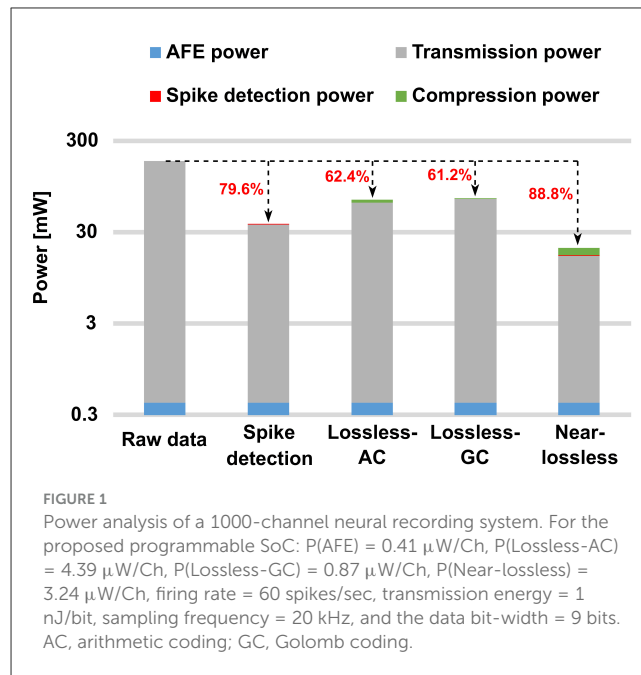 AFE power Transmission power
Spike detection power Compression power
300
79.6% 62.4% 61.2% 88.8%
30
Power [mW]
3
0.3
Raw data Spike detection Lossless-AC Lossless-GC Near-lossless
FIGURE 1
Power analysis of a 1000-channel neural recording system. For the
proposed programmable SoC: P(AFE) = 0.41 μW/Ch, P(Lossless-AC)
= 4.39 μW/Ch, P(Lossless-GC) = 0.87 μW/Ch, P(Near-lossless) =
3.24 μW/Ch, firing rate = 60 spikes/sec, transmission energy = 1
nJ/bit, sampling frequency = 20 kHz, and the data bit-width = 9 bits.
AC, arithmetic coding; GC, Golomb coding.